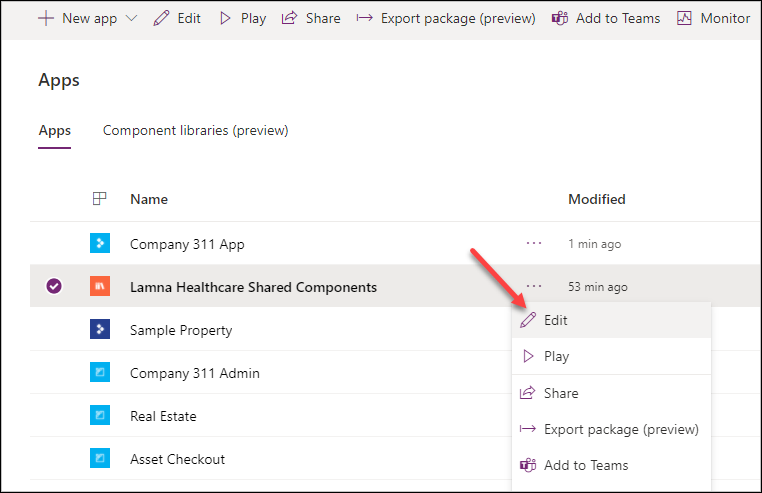 New app Edit Play Share Export package (preview) Add to Teams Monitor
Apps
Apps Component libraries (preview)
Name Modified
Company 311 App ... 1 min ago
Lamna Healthcare Shared Components ... 53 min ago
Edit
Sample Property
Play
Company 311 Admin
Share
Real Estate
Export package (preview)
Asset Checkout
Add to Teams